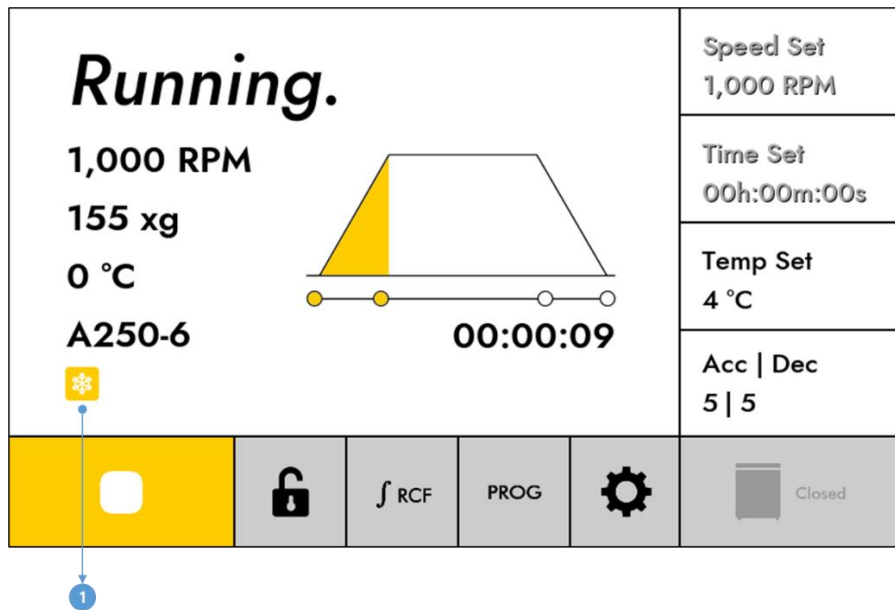 Running.
1,000 RPM
155 xg
0 °C
A250-6
00:00:09
Speed Set
1,000 RPM
Time Set
00h:00m:00s
Temp Set
4 °C
Acc | Dec
5 | 5
∫ RCF
PROG
Closed
1